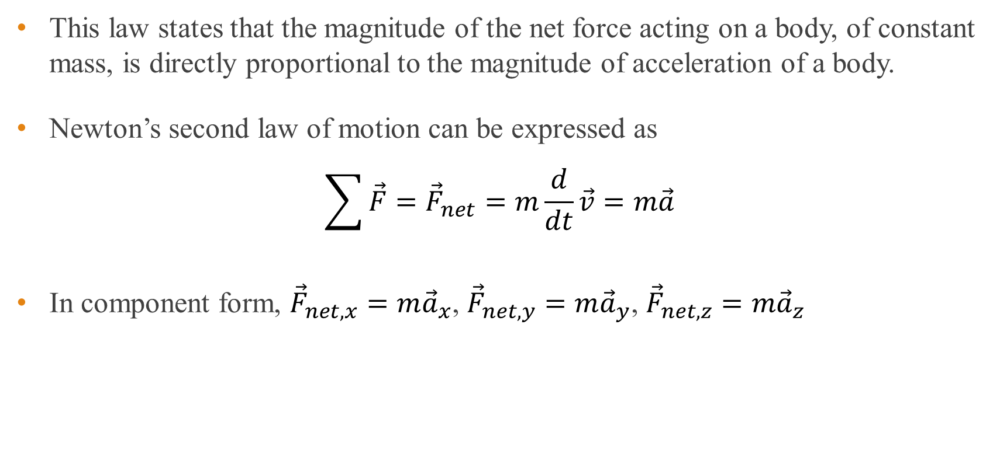 • This law states that the magnitude of the net force acting on a body, of constant
mass, is directly proportional to the magnitude of acceleration of a body.
• Newton’s second law of motion can be expressed as
$\sum \vec{F} = \vec{F}_{net} = m \frac{d}{dt} \vec{v} = m\vec{a}$
• In component form, $\vec{F}_{net,x} = m\vec{a}_x$, $\vec{F}_{net,y} = m\vec{a}_y$, $\vec{F}_{net,z} = m\vec{a}_z$